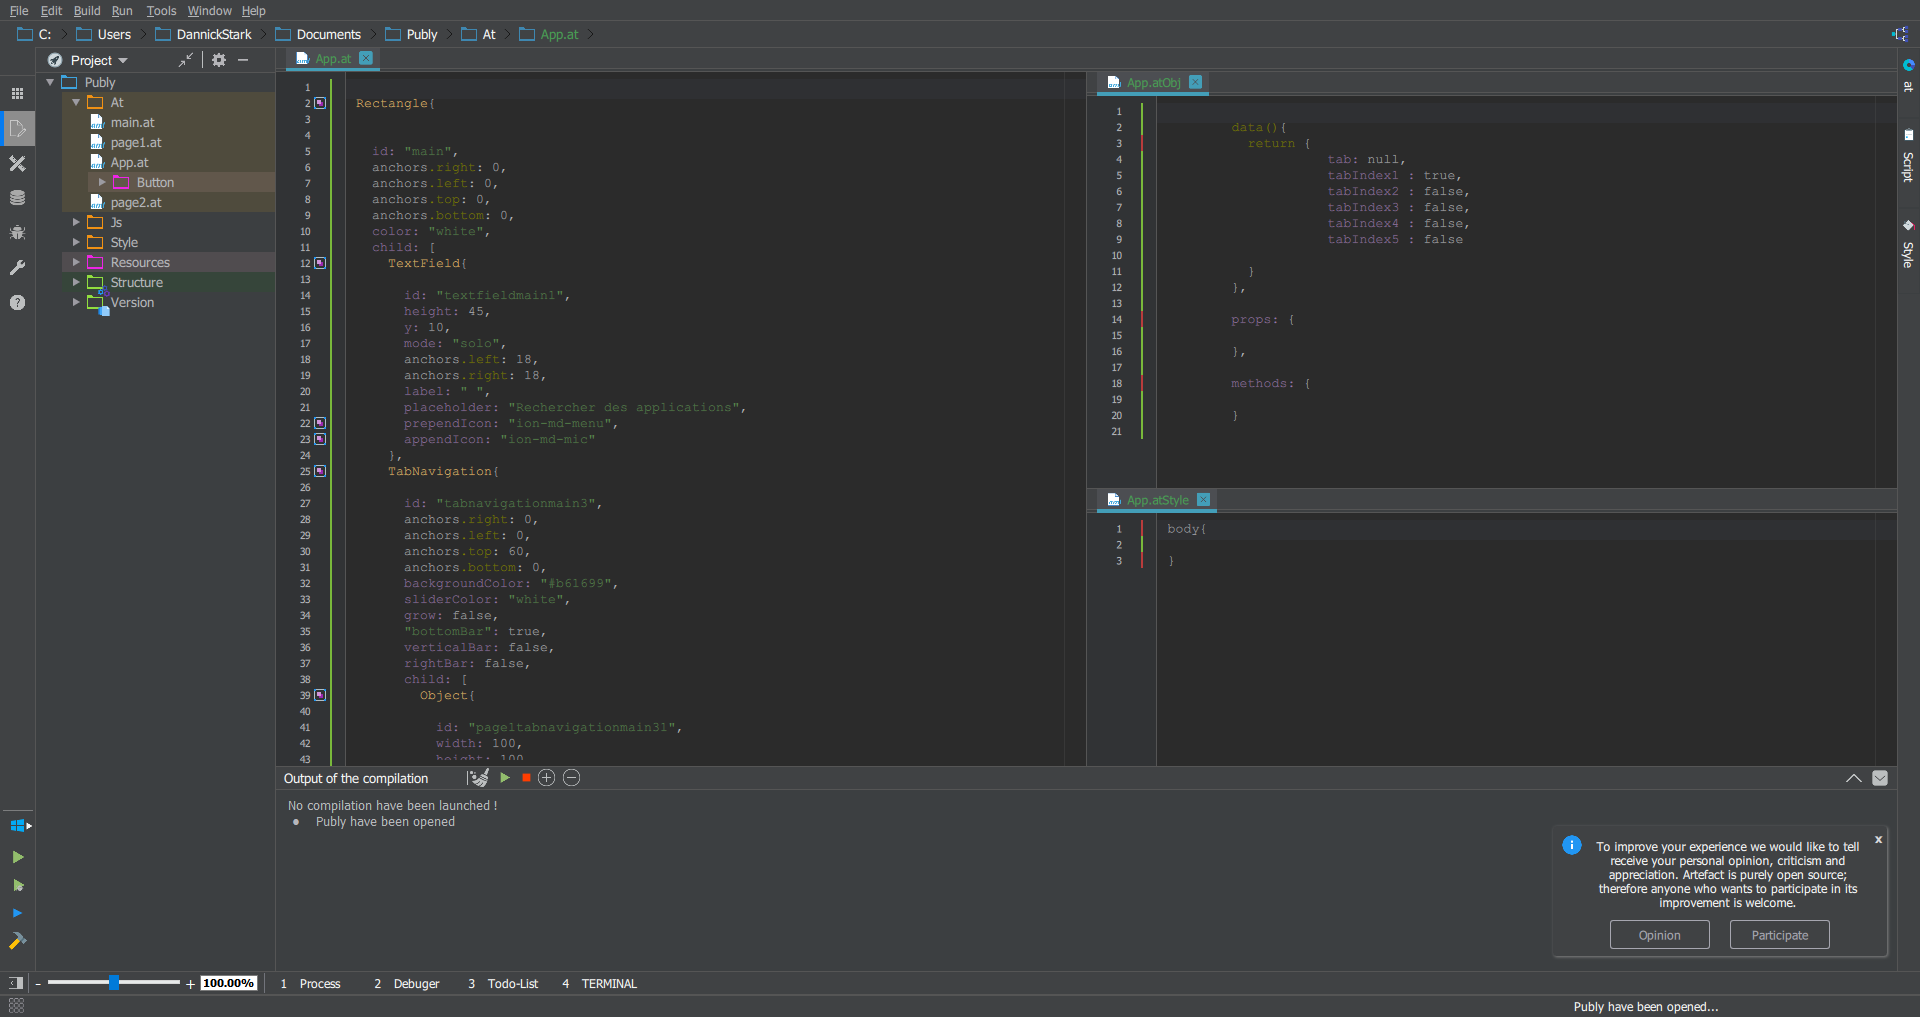 File Edit Build Run Tools Window Help
C: Users DannickStark Documents Publy At App.at
Project
Publy
At
main.at
page1.at
App.at
Button
page2.at
Js
Style
Resources
Structure
Version
App.at
1
2 Rectangle{
3
4
5 id: "main",
6 anchors.right: 0,
7 anchors.left: 0,
8 anchors.top: 0,
9 anchors.bottom: 0,
10 color: "white",
11 child: [
12 TextField{
13
14 id: "textfieldmain1",
15 height: 45,
16 y: 10,
17 mode: "solo",
18 anchors.left: 18,
19 anchors.right: 18,
20 label: " ",
21 placeholder: "Rechercher des applications",
22 prependIcon: "ion-md-menu",
23 appendIcon: "ion-md-mic"
24 },
25 TabNavigation{
26
27 id: "tabnavigationmain3",
28 anchors.right: 0,
29 anchors.left: 0,
30 anchors.top: 60,
31 anchors.bottom: 0,
32 backgroundColor: "#b61699",
33 sliderColor: "white",
34 grow: false,
35 "bottomBar": true,
36 verticalBar: false,
37 rightBar: false,
38 child: [
39 Object{
40
41 id: "page1tabnavigationmain31",
42 width: 100,
43 height: 100
App.atObj
1
2 data(){
3 return {
4 tab: null,
5 tabIndex1 : true,
6 tabIndex2 : false,
7 tabIndex3 : false,
8 tabIndex4 : false,
9 tabIndex5 : false
10
11 }
12 },
13
14 props: {
15
16 },
17
18 methods: {
19
20 }
21
App.atStyle
1 body{
2
3 }
at
Script
Style
Output of the compilation
No compilation have been launched !
● Publy have been opened
x
To improve your experience we would like to tell
receive your personal opinion, criticism and
appreciation. Artefact is purely open source;
therefore anyone who wants to participate in its
improvement is welcome.
Opinion Participate
- + 100.00% 1 Process 2 Debuger 3 Todo-List 4 TERMINAL
Publy have been opened...